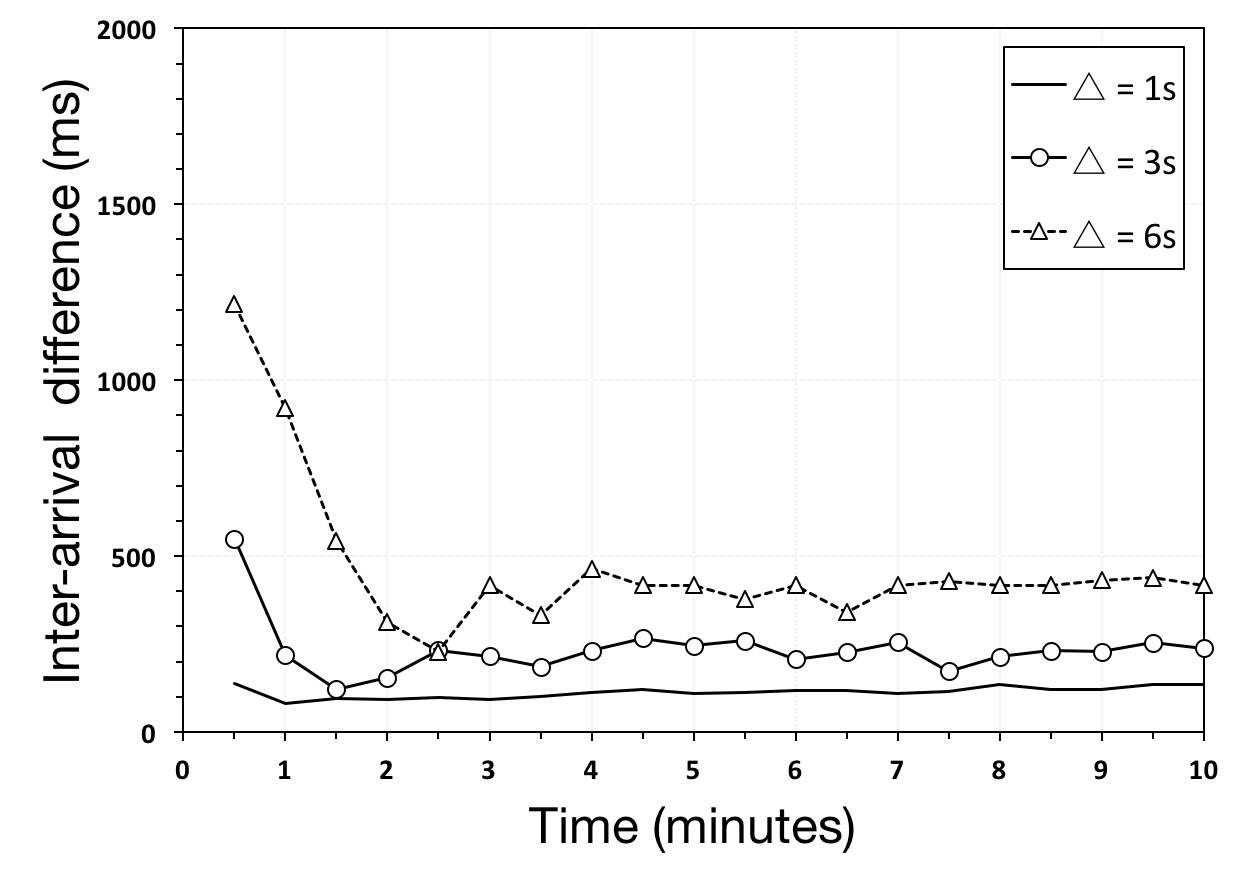 2000
1500
1000
500
0
Inter-arrival difference (ms)
△ = 1s
△ = 3s
△ = 6s
0 1 2 3 4 5 6 7 8 9 10
Time (minutes)